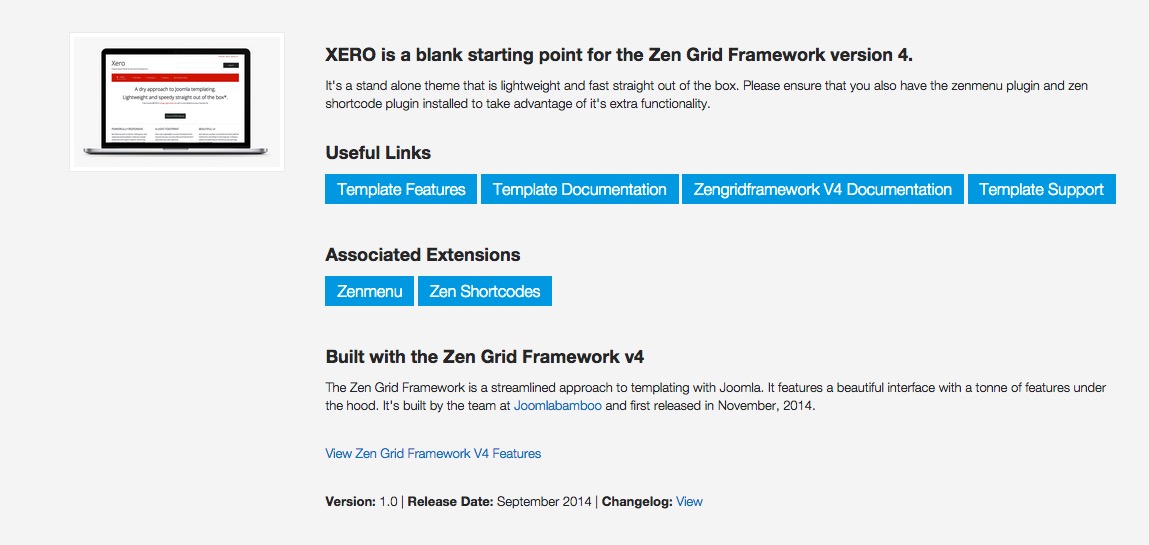 Xero
A dry approach to Joomla templating.
Lightweight and speedy straight out of the box*.
XERO is a blank starting point for the Zen Grid Framework version 4.
It's a stand alone theme that is lightweight and fast straight out of the box. Please ensure that you also have the zenmenu plugin and zen
shortcode plugin installed to take advantage of it's extra functionality.
Useful Links
Template Features Template Documentation Zengridframework V4 Documentation Template Support
Associated Extensions
Zenmenu Zen Shortcodes
Built with the Zen Grid Framework v4
The Zen Grid Framework is a streamlined approach to templating with Joomla. It features a beautiful interface with a tonne of features under
the hood. It's built by the team at Joomlabamboo and first released in November, 2014.
View Zen Grid Framework V4 Features
Version: 1.0 | Release Date: September 2014 | Changelog: View